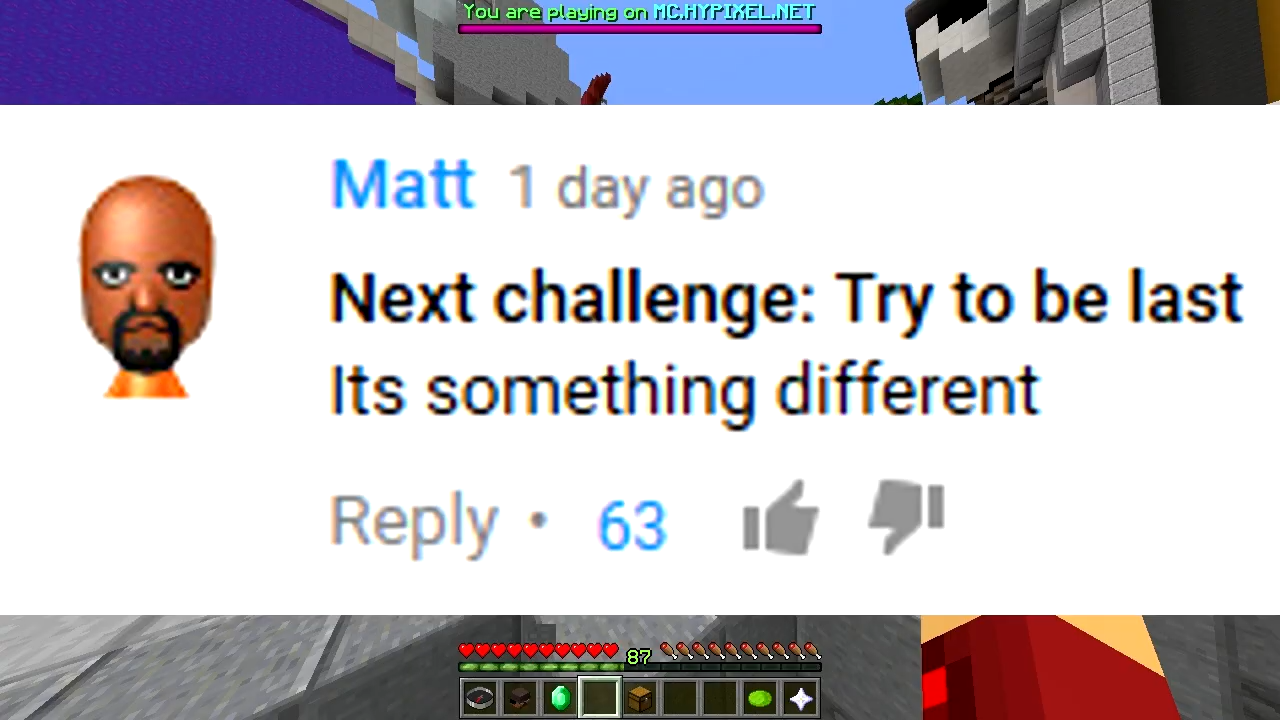 You are playing on MC.HYPIXEL.NET
Matt 1 day ago
Next challenge: Try to be last
Its something different
Reply • 63
87